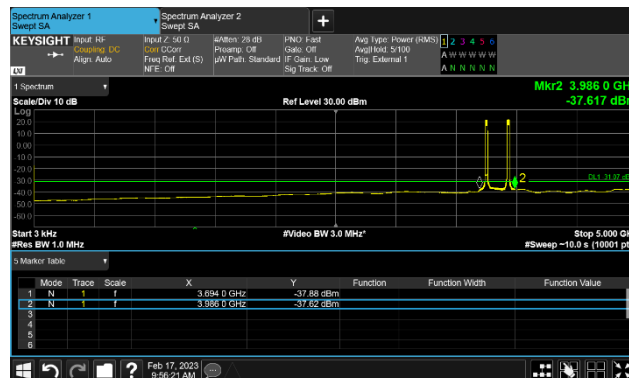 Spectrum Analyzer 1
Swept SA
Spectrum Analyzer 2
Swept SA
+
KEYSIGHT
Input: RF
Coupling: DC
Align: Auto
Input Z: 50 Ω
Corr CCorr
Freq Ref: Ext (S)
NFE: Off
#Atten: 28 dB
Preamp: Off
µW Path: Standard
PNO: Fast
Gate: Off
IF Gain: Low
Sig Track: Off
Avg Type: Power (RMS)
Avg|Hold: 5/100
Trig: External 1
1 2 3 4 5 6
A W W W W W
A N N N N N
LXI
1 Spectrum
Scale/Div 10 dB
Ref Level 30.00 dBm
Mkr2 3.986 0 GH
-37.617 dB
Log
20.0
10.0
0.00
-10.0
-20.0
-30.0
-40.0
-50.0
-60.0
2
Start 3 kHz
#Res BW 1.0 MHz
#Video BW 3.0 MHz*
Stop 5.000 G
#Sweep ~10.0 s (10001 pt
5 Marker Table
Mode Trace Scale X Y Function Function Width Function Value
1 N 1 f 3.694 0 GHz -37.88 dBm
2 N 1 f 3.986 0 GHz -37.62 dBm
3
4
5
6
? Feb 17, 2023
9:56:21 AM